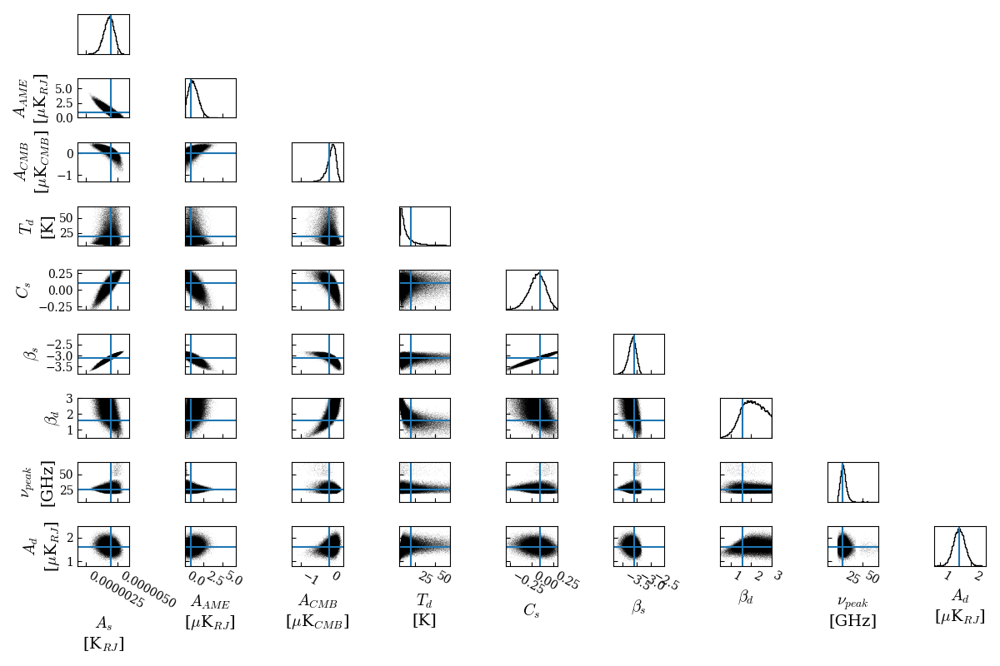 A_AME
[μK_RJ]
5.0
2.5
0.0
A_CMB
[μK_CMB]
0
−1
T_d
[K]
50
25
C_s
0.25
0.00
−0.25
β_s
−2.5
−3.0
−3.5
β_d
3
2
1
ν_peak
[GHz]
50
25
A_d
[μK_RJ]
2
1
0.0000025
0.0000050
A_s
[K_RJ]
0.0
2.5
5.0
A_AME
[μK_RJ]
−1
0
A_CMB
[μK_CMB]
25
50
T_d
[K]
−0.25
0.00
0.25
C_s
−3.5
−3.0
−2.5
β_s
1
2
3
β_d
25
50
ν_peak
[GHz]
1
2
A_d
[μK_RJ]